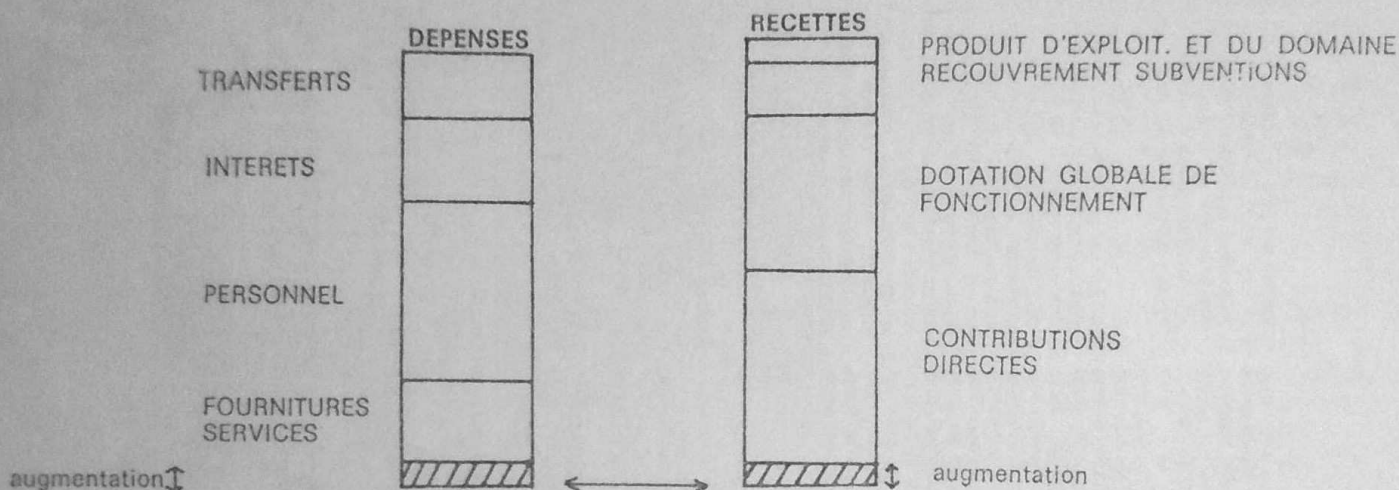 DEPENSES
RECETTES
TRANSFERTS
INTERETS
PERSONNEL
FOURNITURES
SERVICES
augmentation
PRODUIT D'EXPLOIT. ET DU DOMAINE
RECOUVREMENT SUBVENTIONS
DOTATION GLOBALE DE
FONCTIONNEMENT
CONTRIBUTIONS
DIRECTES
augmentation